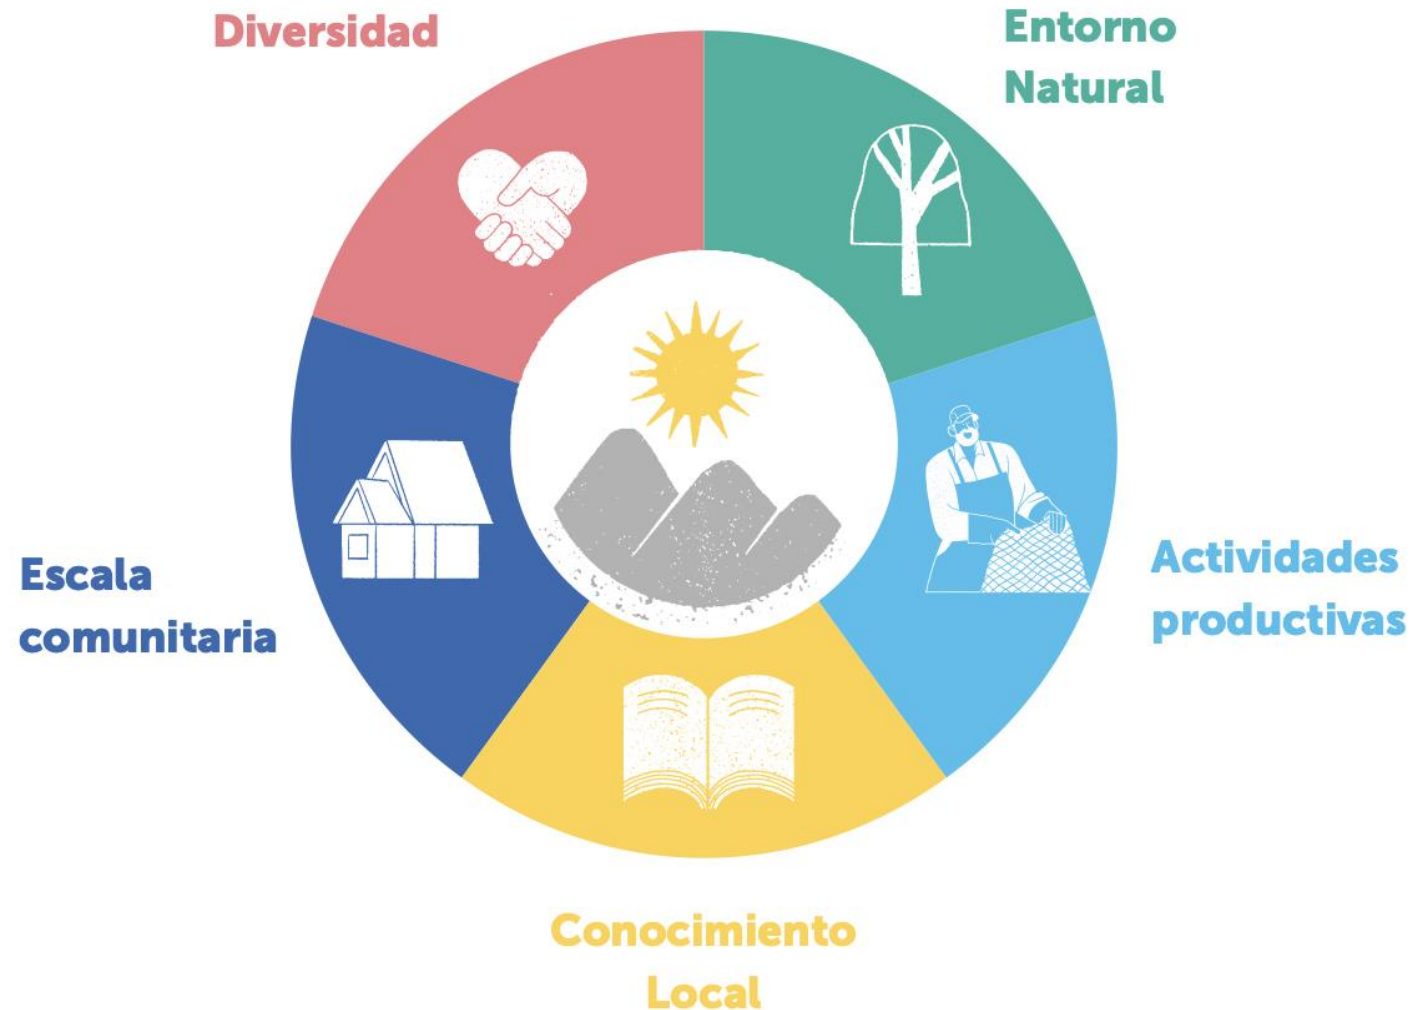 Diversidad
Entorno
Natural
Actividades
productivas
Escala
comunitaria
Conocimiento
Local